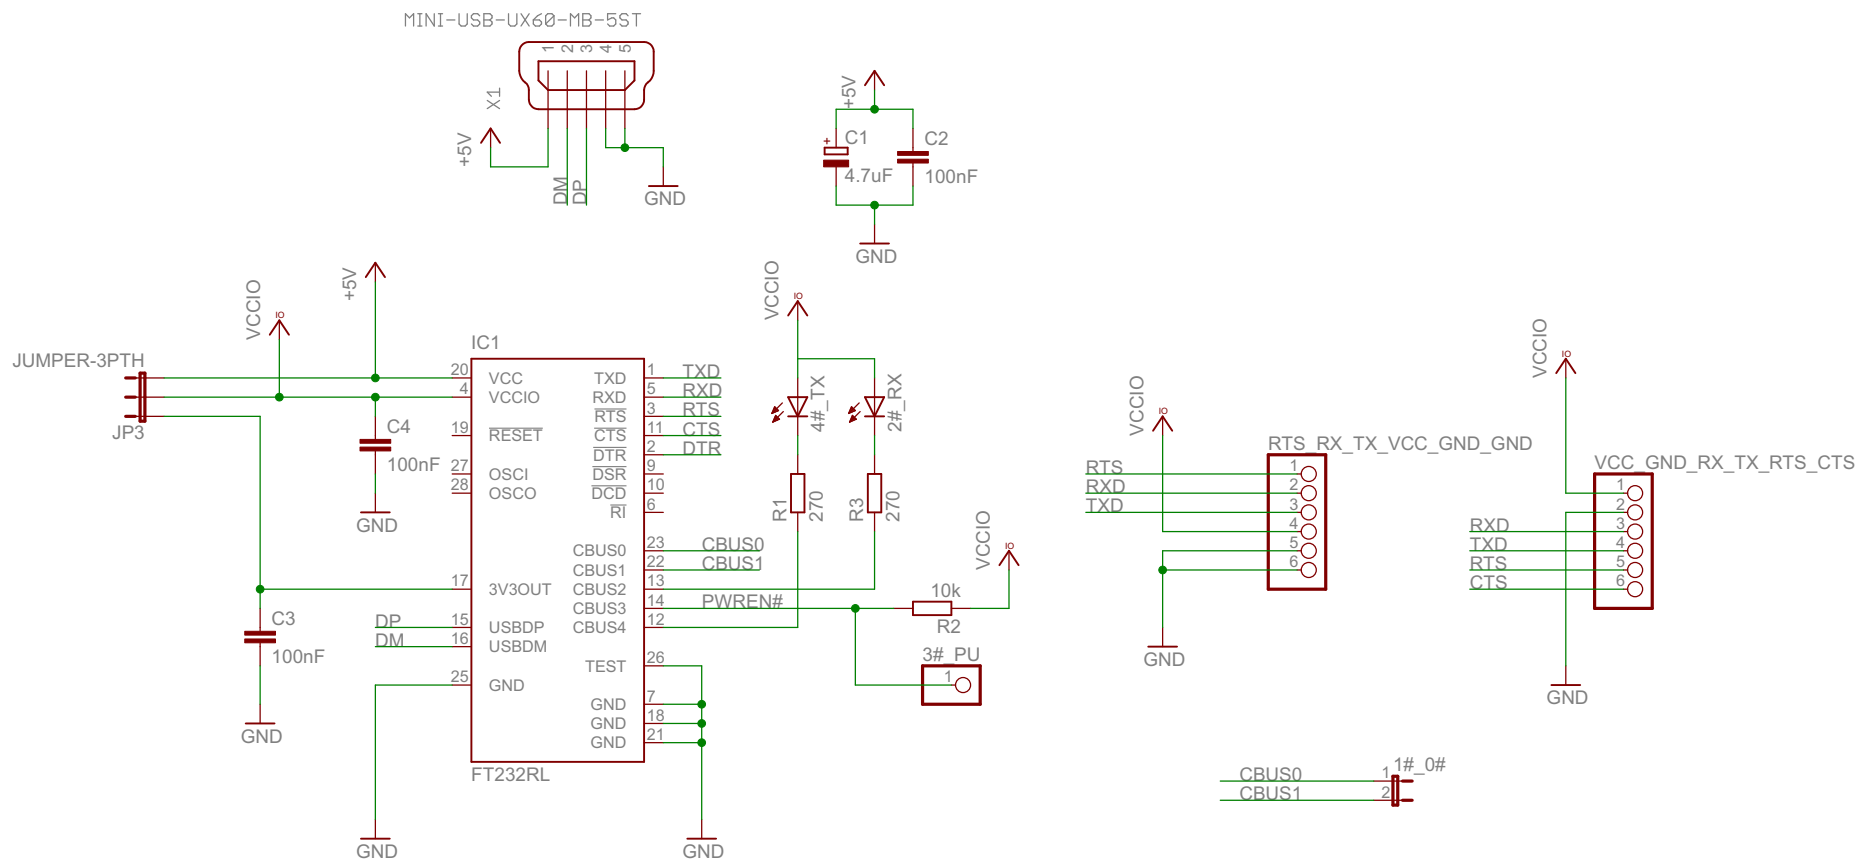 MINI-USB-UX60-MB-5ST
1 2 3 4 5
X1
+5V
DM
DP
GND
+5V
+
C1
4.7uF
C2
100nF
GND
JUMPER-3PTH
JP3
VCCIO
IO
+5V
C4
100nF
GND
C3
100nF
GND
IC1
20 VCC
4 VCCIO
19 RESET
27 OSCI
28 OSCO
17 3V3OUT
DP 15 USBDP
DM 16 USBDM
25 GND
TXD 1 TXD
RXD 5 RXD
RTS 3 RTS
CTS 11 CTS
DTR 2 DTR
DSR 9
DCD 10
RI 6
CBUS0 23 CBUS0
CBUS1 22 CBUS1
CBUS2 13
CBUS3 14 PWREN#
CBUS4 12
TEST 26
GND 7
GND 18
GND 21
FT232RL
GND
GND
VCCIO
IO
4#_TX
2#_RX
R1
270
R3
270
VCCIO
IO
10k
R2
3#_PU
1
VCCIO
IO
RTS_RX_TX_VCC_GND_GND
RTS 1
RXD 2
TXD 3
4
5
6
GND
VCCIO
IO
VCC_GND_RX_TX_RTS_CTS
1
2
RXD 3
TXD 4
RTS 5
CTS 6
GND
1#_0#
CBUS0 1
CBUS1 2